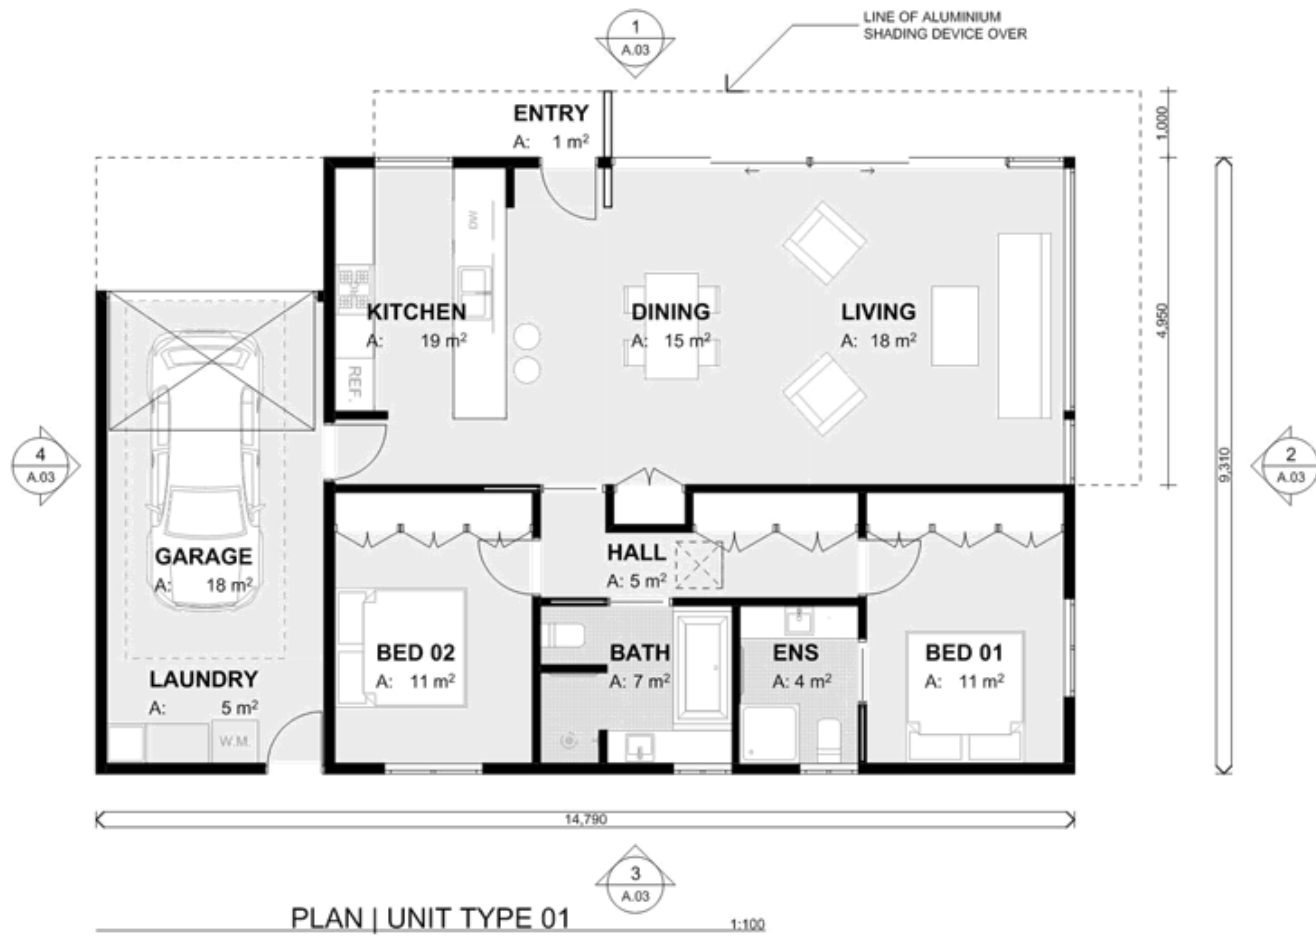 1
A.03
LINE OF ALUMINIUM
SHADING DEVICE OVER
ENTRY
A: 1 m²
1,000
DW
KITCHEN
A: 19 m²
DINING
A: 15 m²
LIVING
A: 18 m²
4,950
REF.
4
A.03
9,310
2
A.03
GARAGE
A: 18 m²
HALL
A: 5 m²
BED 02
A: 11 m²
BATH
A: 7 m²
ENS
A: 4 m²
BED 01
A: 11 m²
LAUNDRY
A: 5 m²
W.M.
14,790
3
A.03
PLAN | UNIT TYPE 01
1:100